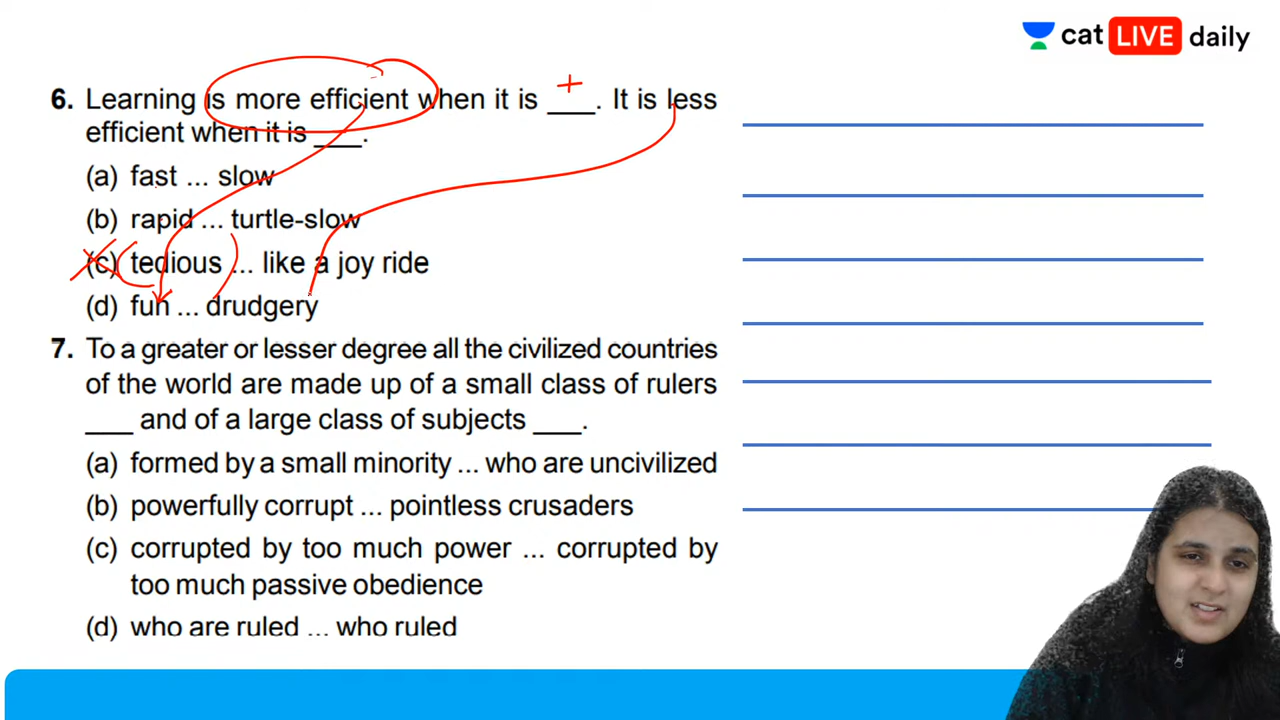 cat LIVE daily
6. Learning is more efficient when it is ___. It is less
efficient when it is ___.
(a) fast ... slow
(b) rapid ... turtle-slow
(c) tedious ... like a joy ride
(d) fun ... drudgery
7. To a greater or lesser degree all the civilized countries
of the world are made up of a small class of rulers
___ and of a large class of subjects ___.
(a) formed by a small minority ... who are uncivilized
(b) powerfully corrupt ... pointless crusaders
(c) corrupted by too much power ... corrupted by
too much passive obedience
(d) who are ruled ... who ruled